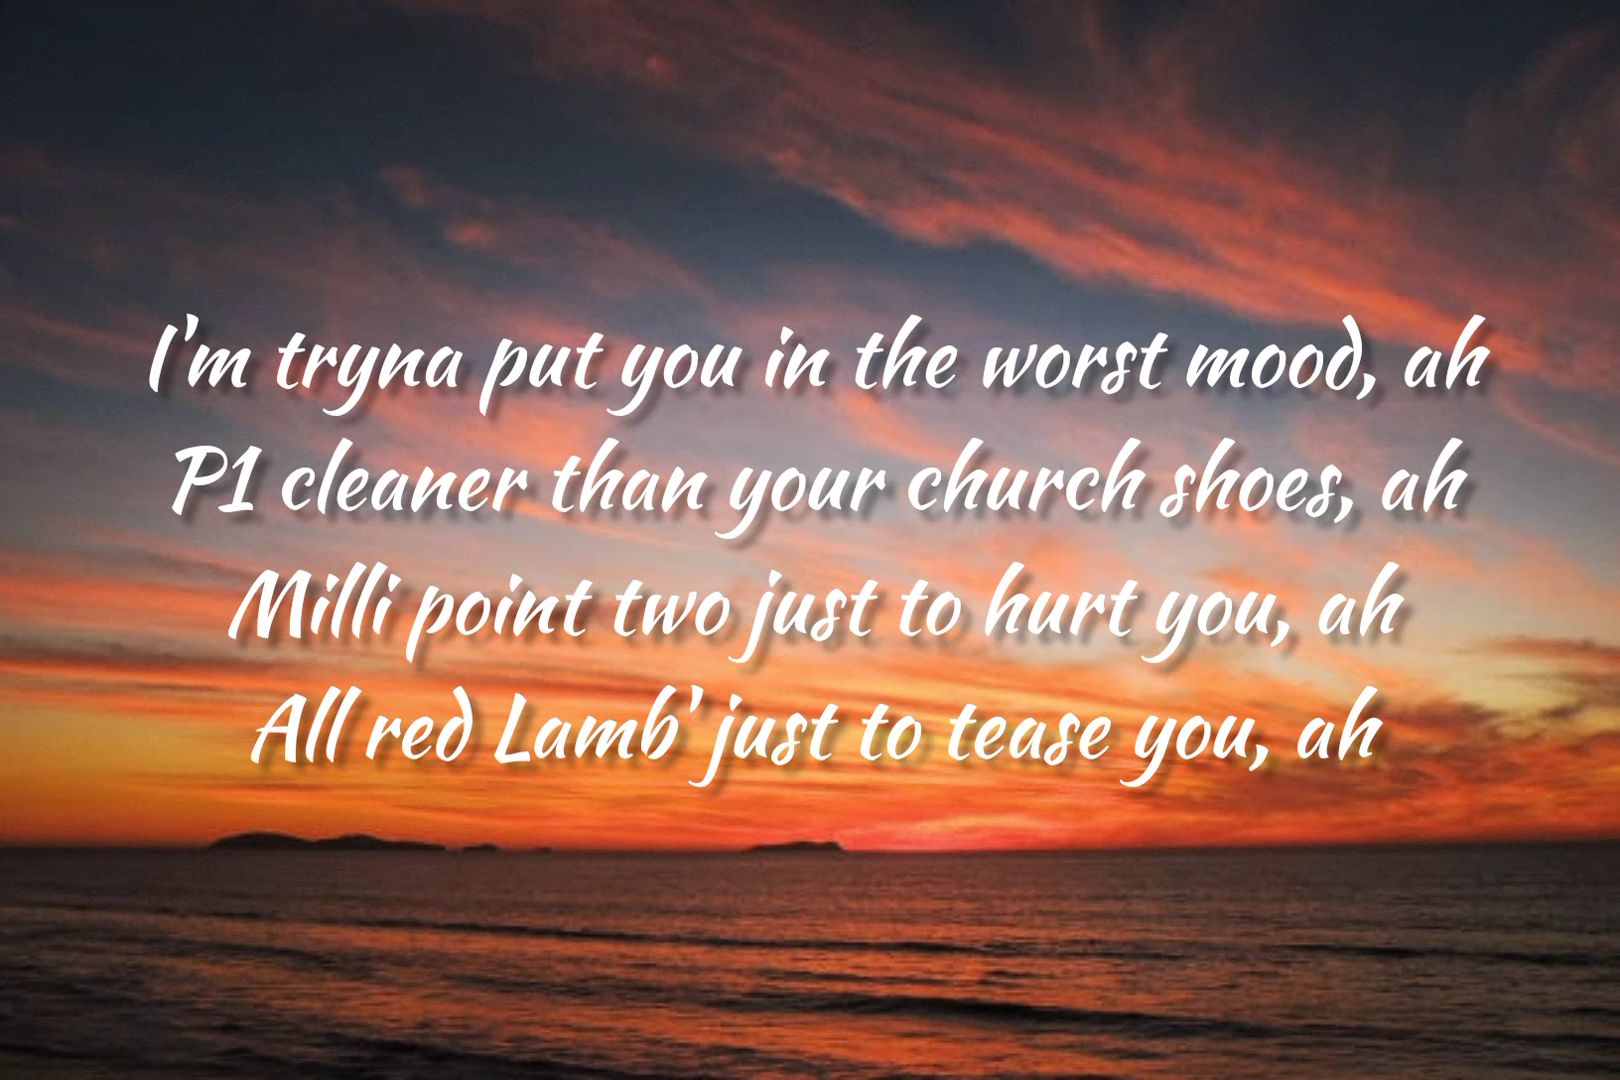 I'm tryna put you in the worst mood, ah
P1 cleaner than your church shoes, ah
Milli point two just to hurt you, ah
All red Lamb' just to tease you, ah